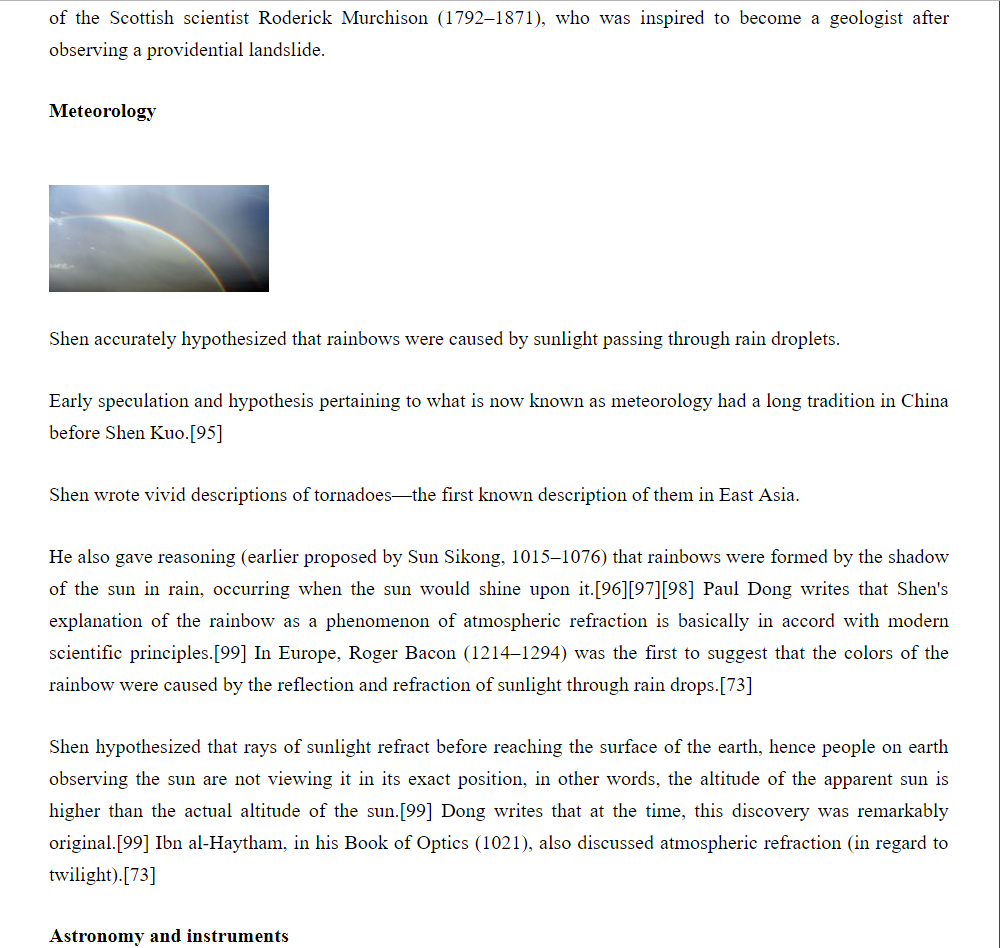 of the Scottish scientist Roderick Murchison (1792–1871), who was inspired to become a geologist after
observing a providential landslide.
Meteorology
Shen accurately hypothesized that rainbows were caused by sunlight passing through rain droplets.
Early speculation and hypothesis pertaining to what is now known as meteorology had a long tradition in China
before Shen Kuo.[95]
Shen wrote vivid descriptions of tornadoes—the first known description of them in East Asia.
He also gave reasoning (earlier proposed by Sun Sikong, 1015–1076) that rainbows were formed by the shadow
of the sun in rain, occurring when the sun would shine upon it.[96][97][98] Paul Dong writes that Shen's
explanation of the rainbow as a phenomenon of atmospheric refraction is basically in accord with modern
scientific principles.[99] In Europe, Roger Bacon (1214–1294) was the first to suggest that the colors of the
rainbow were caused by the reflection and refraction of sunlight through rain drops.[73]
Shen hypothesized that rays of sunlight refract before reaching the surface of the earth, hence people on earth
observing the sun are not viewing it in its exact position, in other words, the altitude of the apparent sun is
higher than the actual altitude of the sun.[99] Dong writes that at the time, this discovery was remarkably
original.[99] Ibn al-Haytham, in his Book of Optics (1021), also discussed atmospheric refraction (in regard to
twilight).[73]
Astronomy and instruments